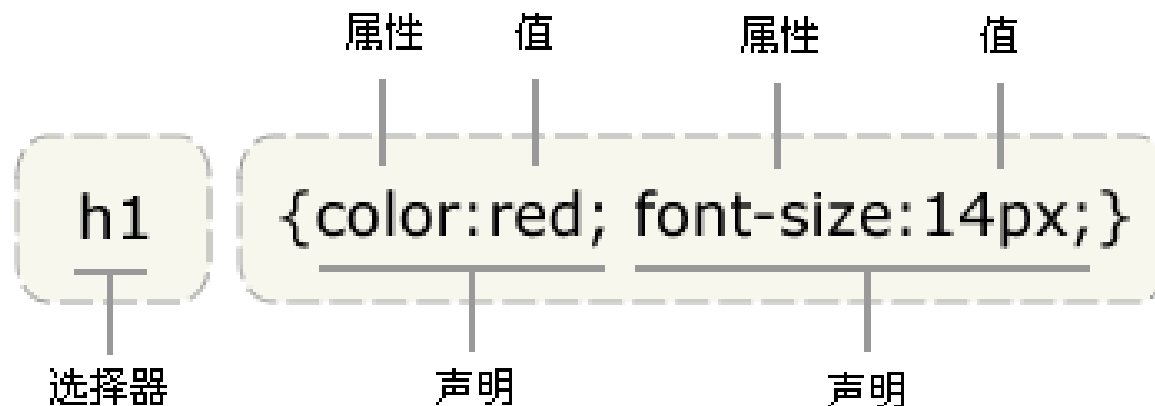 属性 值 属性 值
h1 {color:red; font-size:14px;}
选择器 声明 声明